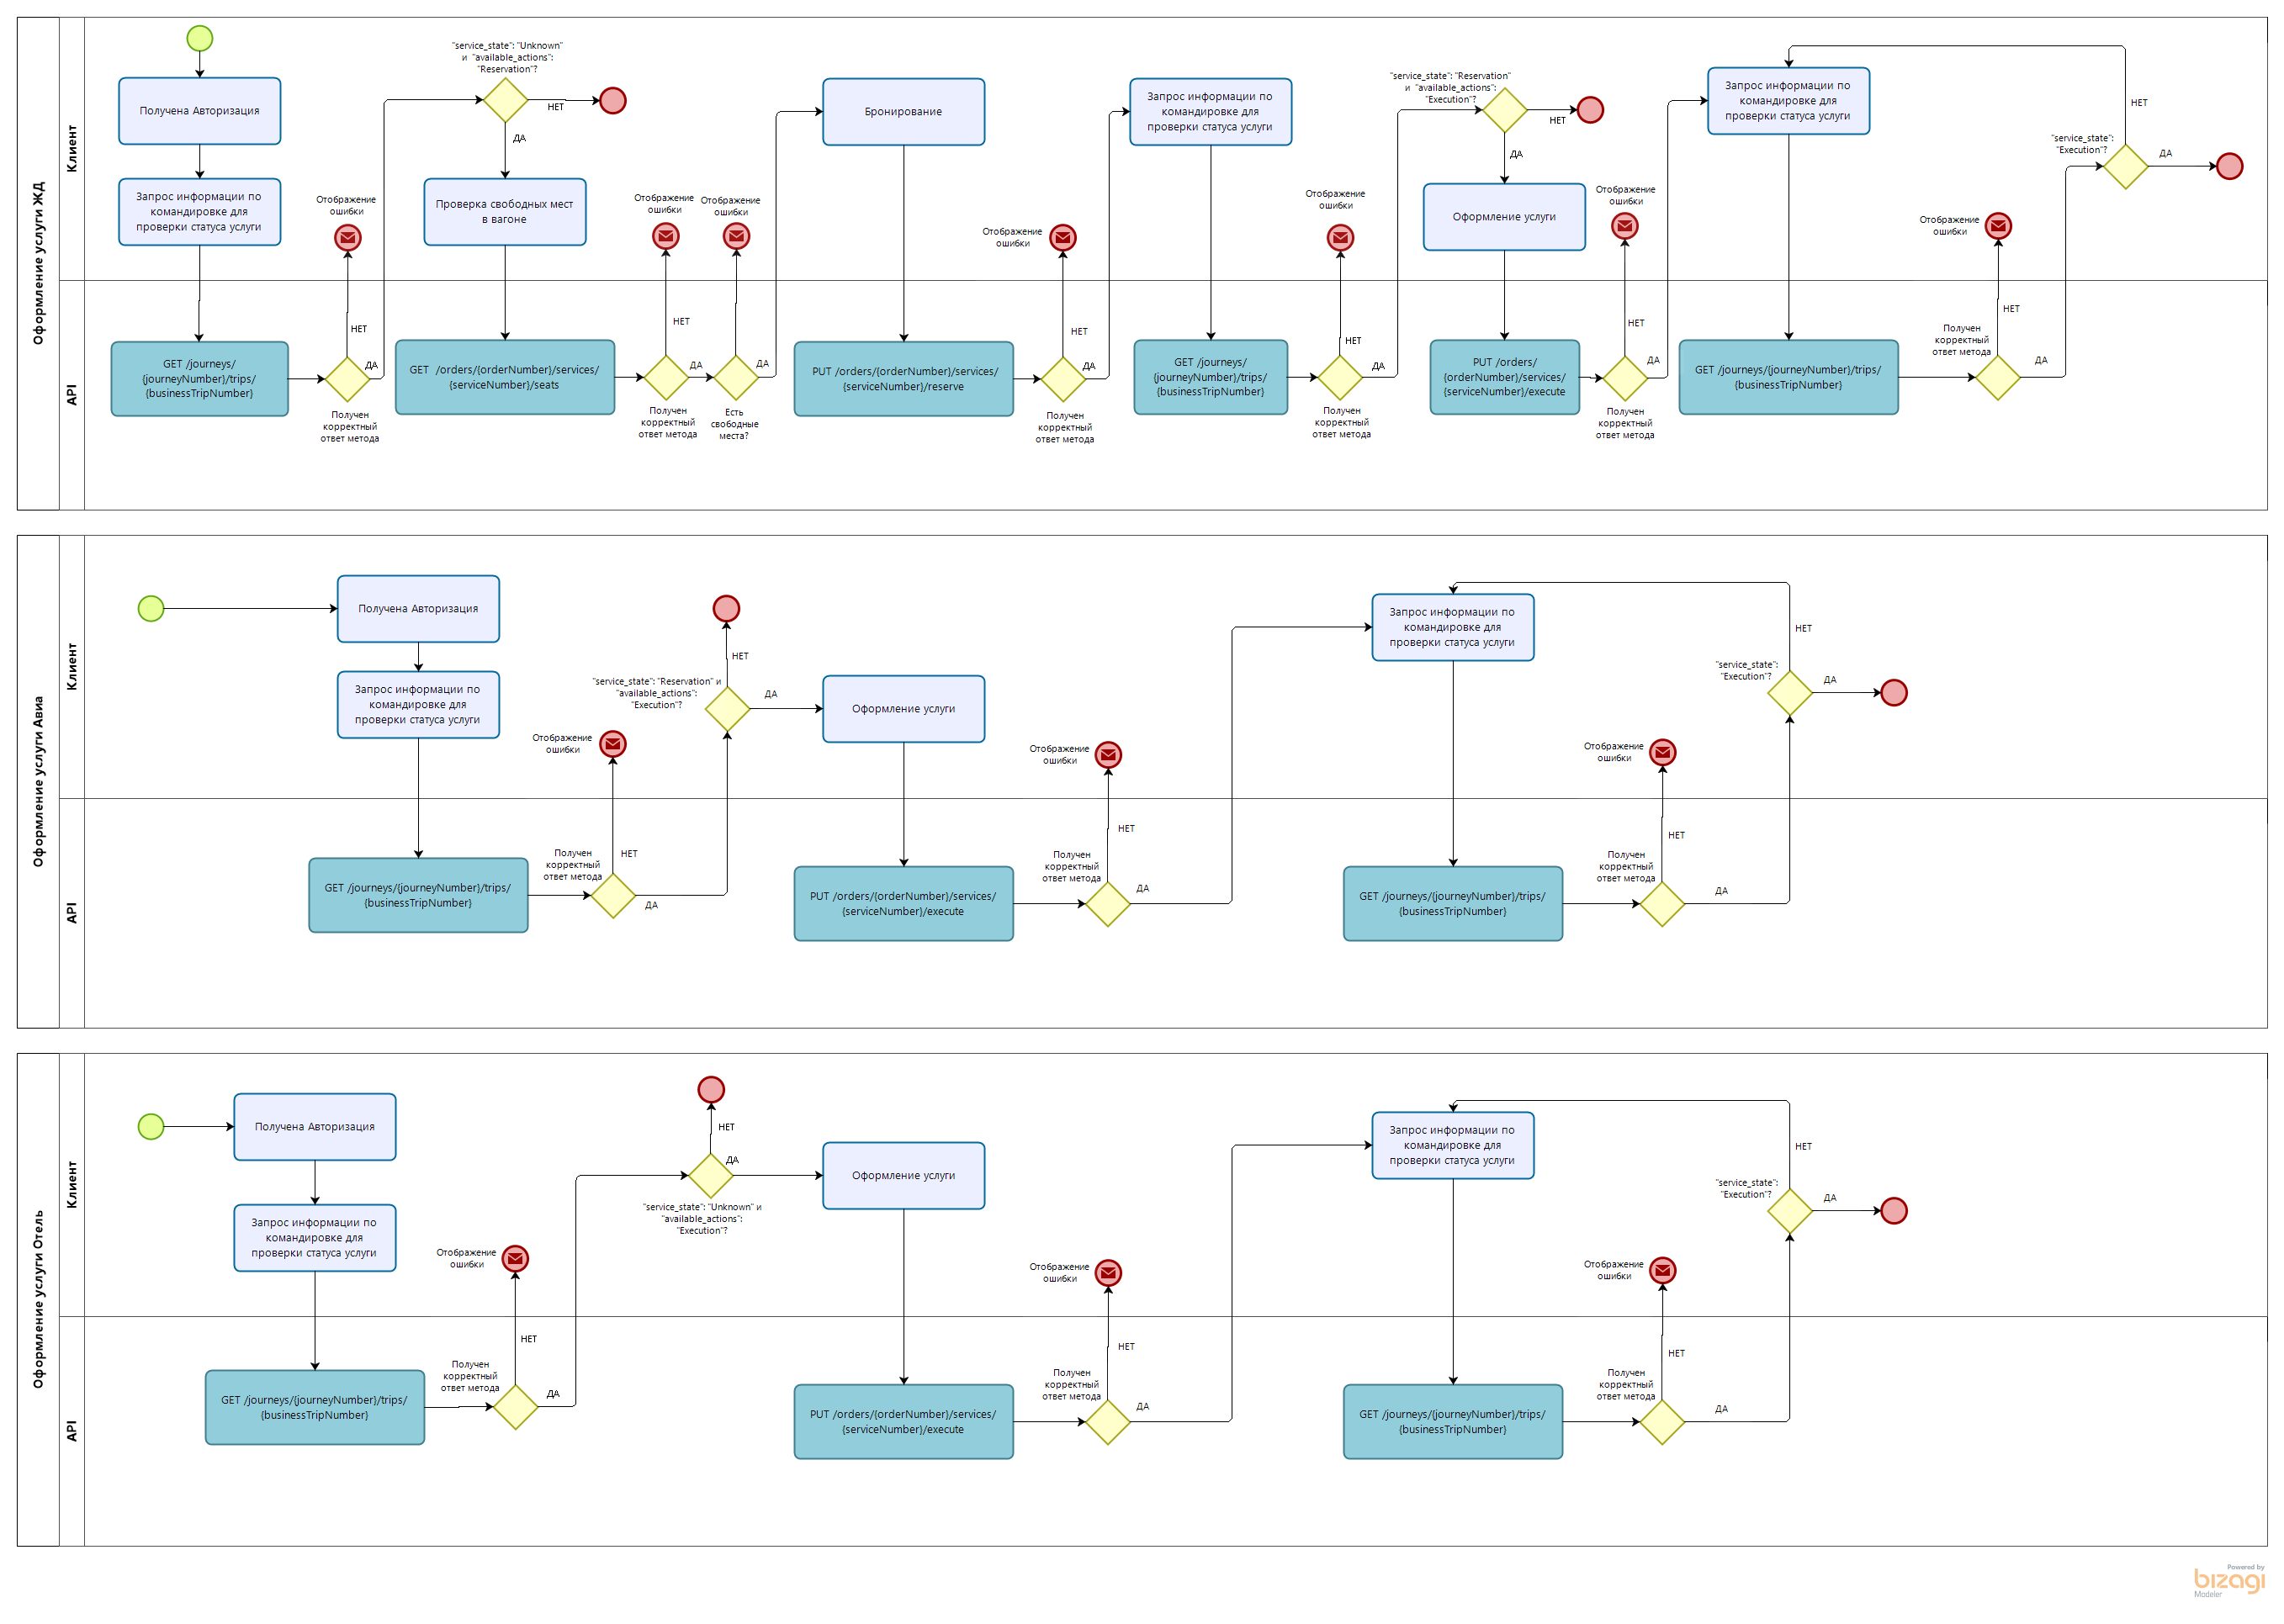 Оформление услуги ЖД
Клиент
API
Получена Авторизация
Запрос информации по
командировке для
проверки статуса услуги
GET /journeys/
{journeyNumber}/trips/
{businessTripNumber}
Отображение
ошибки
НЕТ
ДА
Получен
корректный
ответ метода
"service_state": "Unknown"
и "available_actions":
"Reservation"?
НЕТ
ДА
Проверка свободных мест
в вагоне
GET /orders/{orderNumber}/services/
{serviceNumber}/seats
Отображение
ошибки
НЕТ
ДА
Получен
корректный
ответ метода
Отображение
ошибки
ДА
Есть
свободные
места?
Бронирование
PUT /orders/{orderNumber}/services/
{serviceNumber}/reserve
Отображение
ошибки
НЕТ
ДА
Получен
корректный
ответ метода
Запрос информации по
командировке для
проверки статуса услуги
GET /journeys/
{journeyNumber}/trips/
{businessTripNumber}
Отображение
ошибки
НЕТ
ДА
Получен
корректный
ответ метода
"service_state": "Reservation"
и "available_actions":
"Execution"?
НЕТ
ДА
Оформление услуги
PUT /orders/
{orderNumber}/services/
{serviceNumber}/execute
Отображение
ошибки
НЕТ
ДА
Получен
корректный
ответ метода
Запрос информации по
командировке для
проверки статуса услуги
GET /journeys/{journeyNumber}/trips/
{businessTripNumber}
Отображение
ошибки
НЕТ
Получен
корректный
ответ метода
ДА
"service_state":
"Execution"?
НЕТ
ДА
Оформление услуги Авиа
Клиент
API
Получена Авторизация
Запрос информации по
командировке для
проверки статуса услуги
GET /journeys/{journeyNumber}/trips/
{businessTripNumber}
Отображение
ошибки
Получен
корректный
ответ метода
НЕТ
ДА
"service_state": "Reservation" и
"available_actions":
"Execution"?
НЕТ
ДА
Оформление услуги
PUT /orders/{orderNumber}/services/
{serviceNumber}/execute
Отображение
ошибки
НЕТ
Получен
корректный
ответ метода
ДА
Запрос информации по
командировке для
проверки статуса услуги
GET /journeys/{journeyNumber}/trips/
{businessTripNumber}
Отображение
ошибки
НЕТ
Получен
корректный
ответ метода
ДА
"service_state":
"Execution"?
НЕТ
ДА
Оформление услуги Отель
Клиент
API
Получена Авторизация
Запрос информации по
командировке для
проверки статуса услуги
GET /journeys/{journeyNumber}/trips/
{businessTripNumber}
Отображение
ошибки
НЕТ
Получен
корректный
ответ метода
ДА
НЕТ
ДА
"service_state": "Unknown" и
"available_actions":
"Execution"?
Оформление услуги
PUT /orders/{orderNumber}/services/
{serviceNumber}/execute
Отображение
ошибки
НЕТ
Получен
корректный
ответ метода
ДА
Запрос информации по
командировке для
проверки статуса услуги
GET /journeys/{journeyNumber}/trips/
{businessTripNumber}
Отображение
ошибки
НЕТ
Получен
корректный
ответ метода
ДА
"service_state":
"Execution"?
НЕТ
ДА
Powered by
bizagi
Modeler